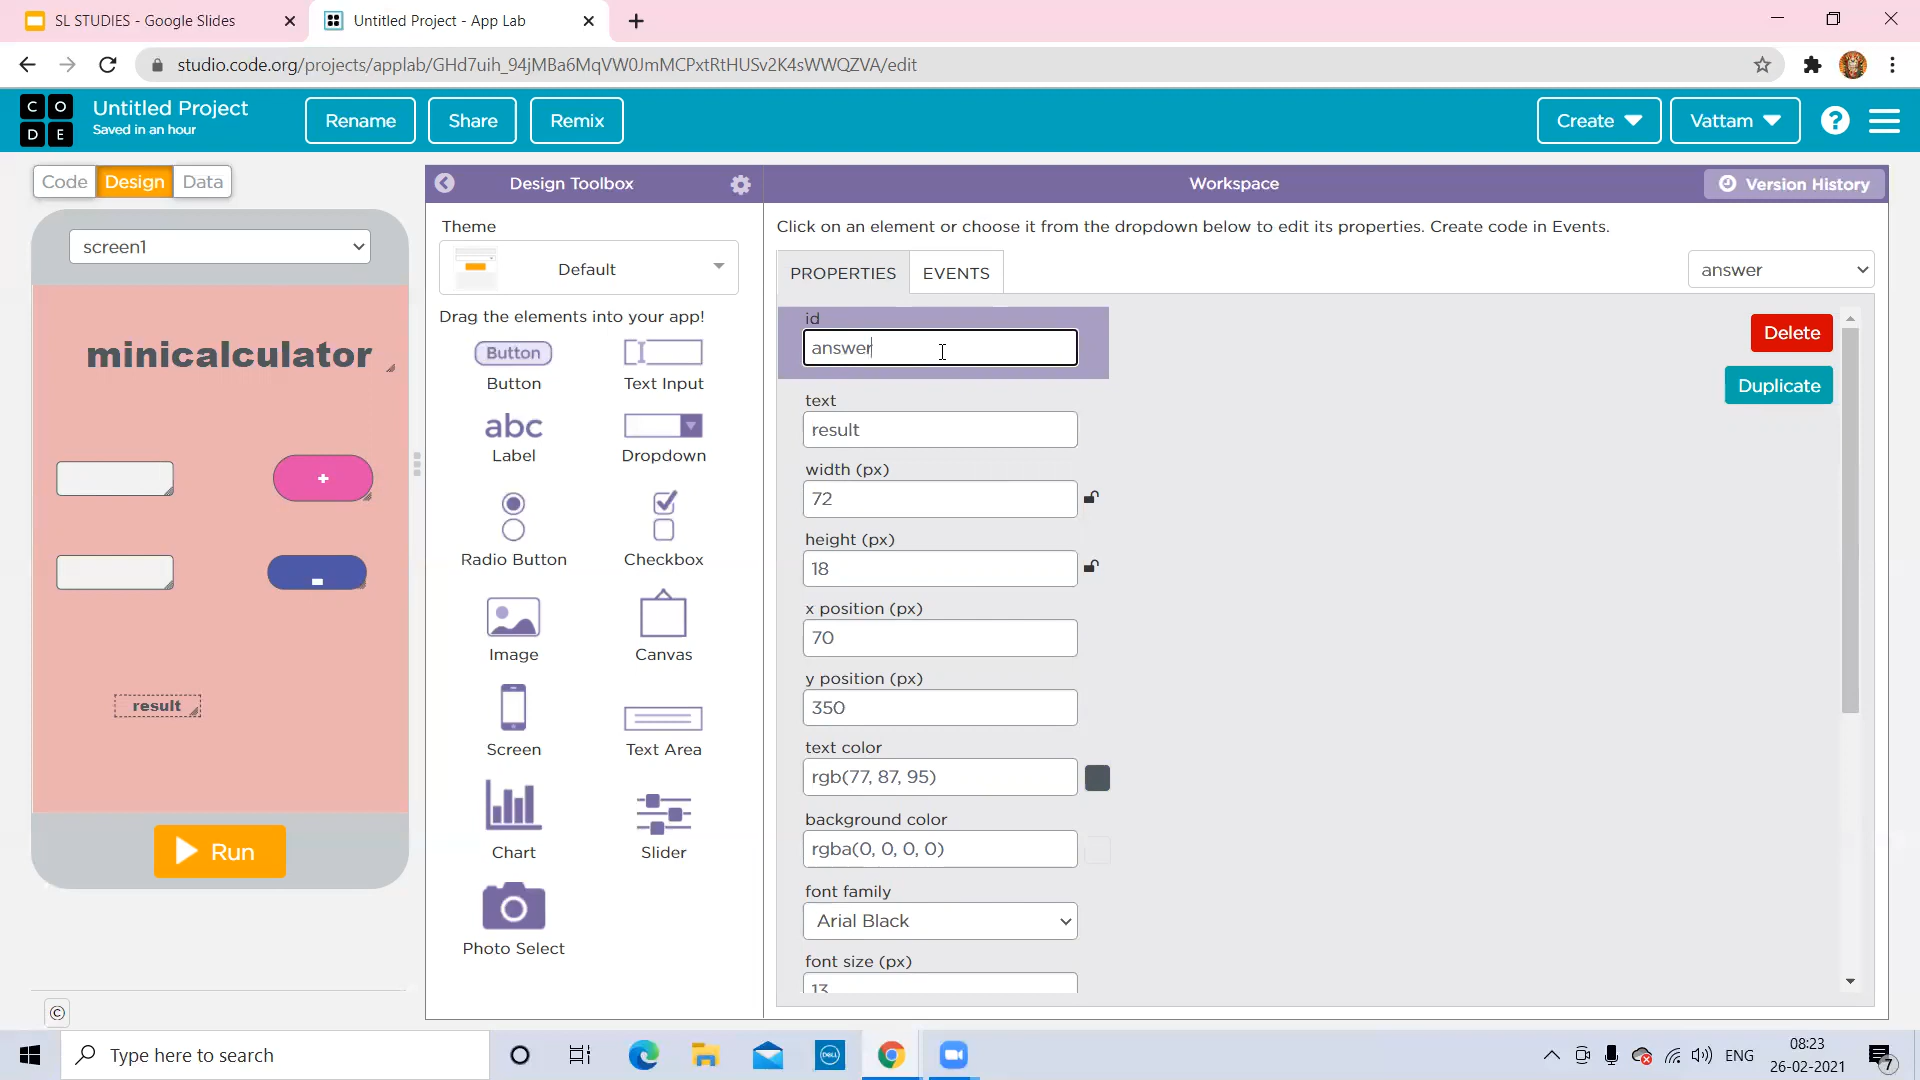 SL STUDIES - Google Slides
Untitled Project - App Lab
studio.code.org/projects/applab/GHd7uih_94jMBa6MqVW0JmMCPxtRtHUSv2K4sWWQZVA/edit
C O
D E
Untitled Project
Saved in an hour
Rename
Share
Remix
Create
Vattam
?
Code
Design
Data
screen1
minicalculator
+
-
result
Run
©
Design Toolbox
Theme
Default
Drag the elements into your app!
Button
Button
Text Input
abc
Label
Dropdown
Radio Button
Checkbox
Image
Canvas
Screen
Text Area
Chart
Slider
Photo Select
Workspace
Version History
Click on an element or choose it from the dropdown below to edit its properties. Create code in Events.
PROPERTIES
EVENTS
answer
id
answer
Delete
Duplicate
text
result
width (px)
72
height (px)
18
x position (px)
70
y position (px)
350
text color
rgb(77, 87, 95)
background color
rgba(0, 0, 0, 0)
font family
Arial Black
font size (px)
13
Type here to search
DELL
ENG
08:23
26-02-2021
7